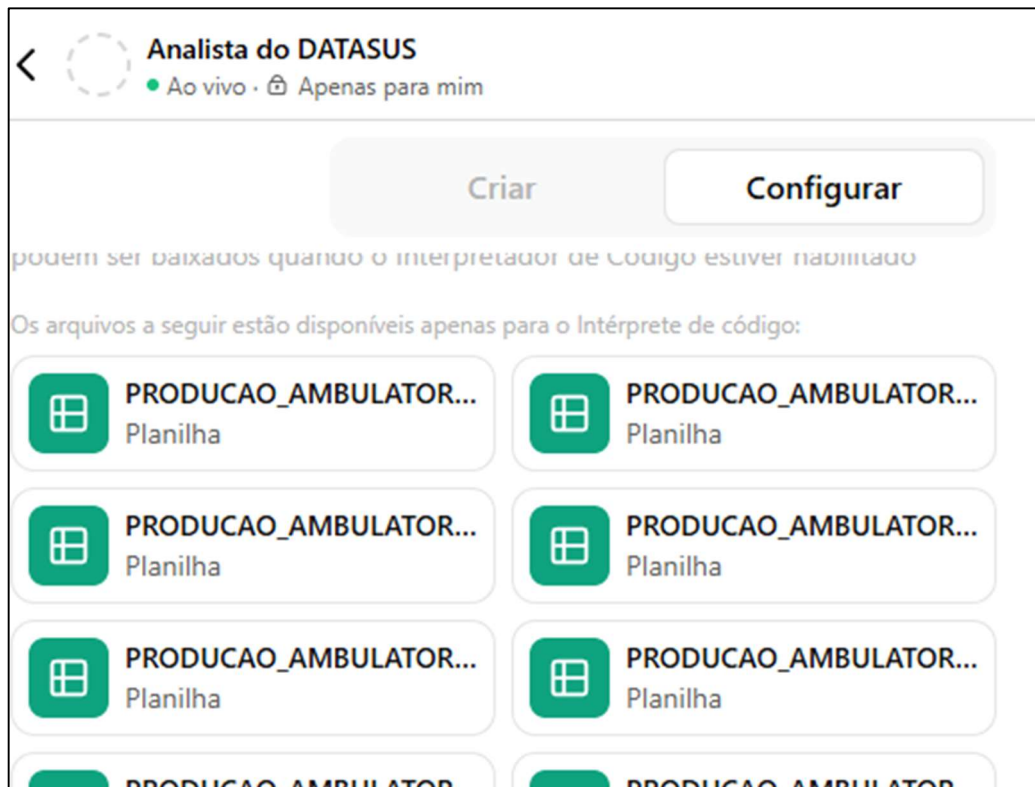 Analista do DATASUS
Ao vivo · Apenas para mim
Criar Configurar
podem ser baixados quando o Interpretador de Código estiver habilitado
Os arquivos a seguir estão disponíveis apenas para o Intérprete de código:
PRODUCAO_AMBULATOR... PRODUCAO_AMBULATOR...
Planilha Planilha
PRODUCAO_AMBULATOR... PRODUCAO_AMBULATOR...
Planilha Planilha
PRODUCAO_AMBULATOR... PRODUCAO_AMBULATOR...
Planilha Planilha
PRODUCAO_AMBULATOR... PRODUCAO_AMBULATOR...